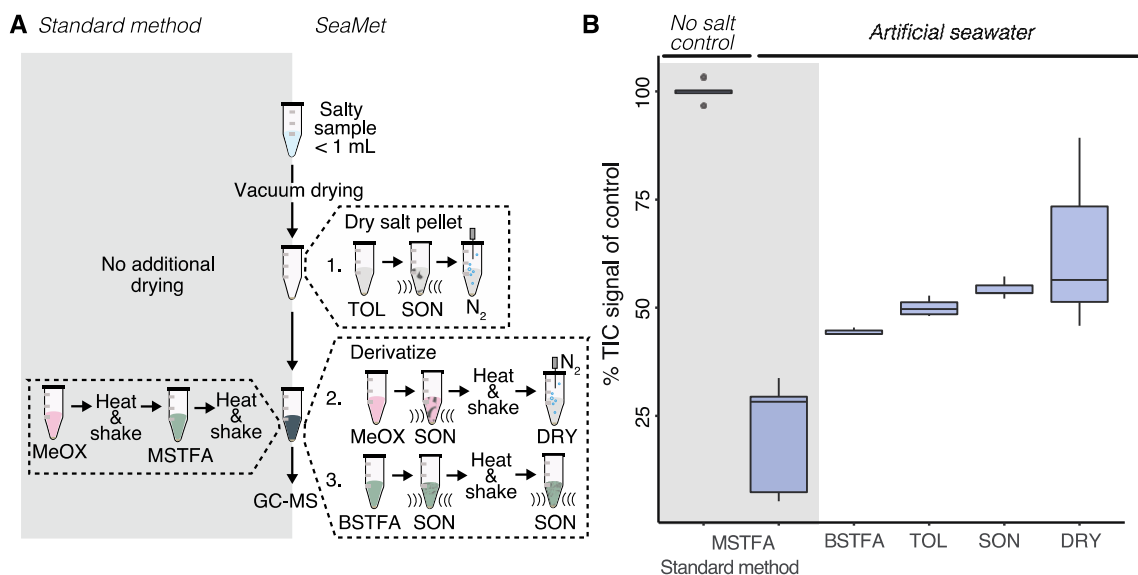 A
Standard method
SeaMet
Salty
sample
< 1 mL
Vacuum drying
Dry salt pellet
No additional
drying
1.
TOL
SON
N2
Derivatize
2.
Heat
&
shake
N2
MeOX
SON
DRY
Heat
&
shake
Heat
&
shake
MeOX
MSTFA
3.
Heat
&
shake
GC-MS
BSTFA
SON
SON
B
No salt
control
Artificial seawater
% TIC signal of control
100
75
50
25
MSTFA
Standard method
BSTFA
TOL
SON
DRY